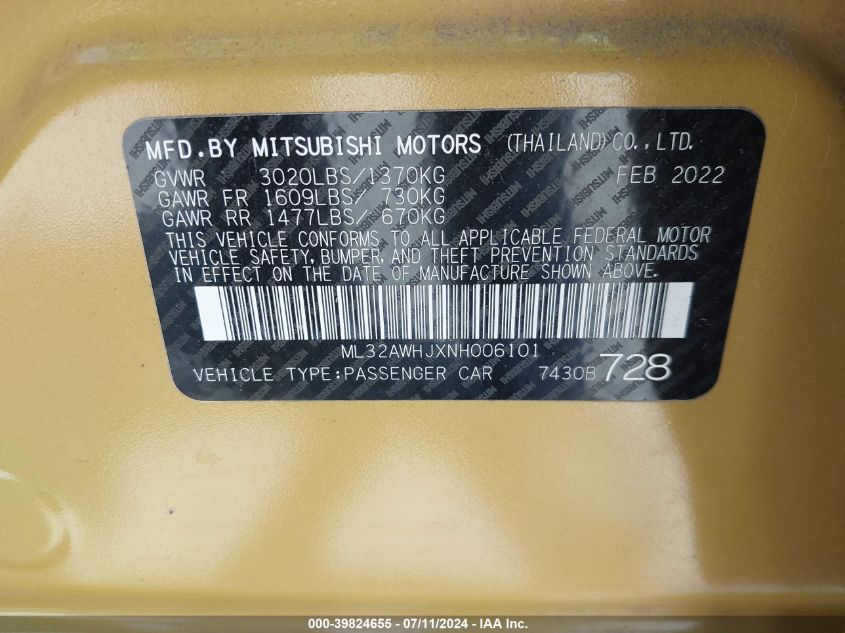 MFD.BY MITSUBISHI MOTORS (THAILAND)CO.,LTD.
GVWR 3020LBS/1370KG FEB 2022
GAWR FR 1609LBS/ 730KG
GAWR RR 1477LBS/ 670KG
THIS VEHICLE CONFORMS TO ALL APPLICABLE FEDERAL MOTOR
VEHICLE SAFETY, BUMPER, AND THEFT PREVENTION STANDARDS
IN EFFECT ON THE DATE OF MANUFACTURE SHOWN ABOVE.
ML32AWHJXNH006101
VEHICLE TYPE:PASSENGER CAR 7430B 728
000-39824655 - 07/11/2024 - IAA Inc.